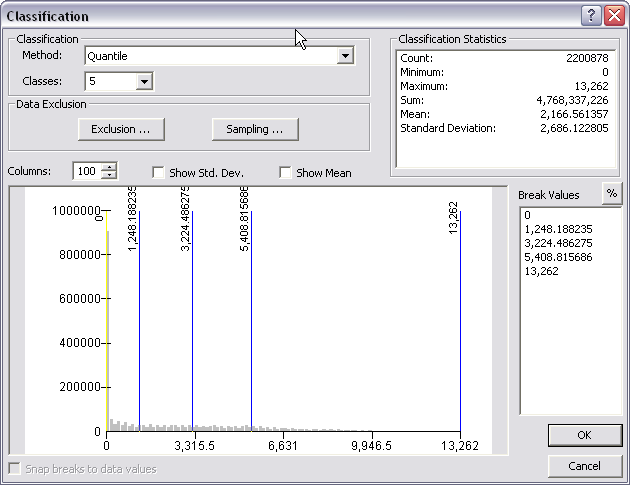 Classification
Classification
Method: Quantile
Classes: 5
Data Exclusion
Exclusion ...
Sampling ...
Classification Statistics
Count: 2200878
Minimum: 0
Maximum: 13,262
Sum: 4,768,337,226
Mean: 2,166.561357
Standard Deviation: 2,686.122805
Columns: 100
Show Std. Dev.
Show Mean
Break Values
%
0
1,248.188235
3,224.486275
5,408.815686
13,262
1000000
800000
600000
400000
200000
0
0
1,248.188235
3,224.486275
5,408.815686
13,262
0 3,315.5 6,631 9,946.5 13,262
Snap breaks to data values
OK
Cancel